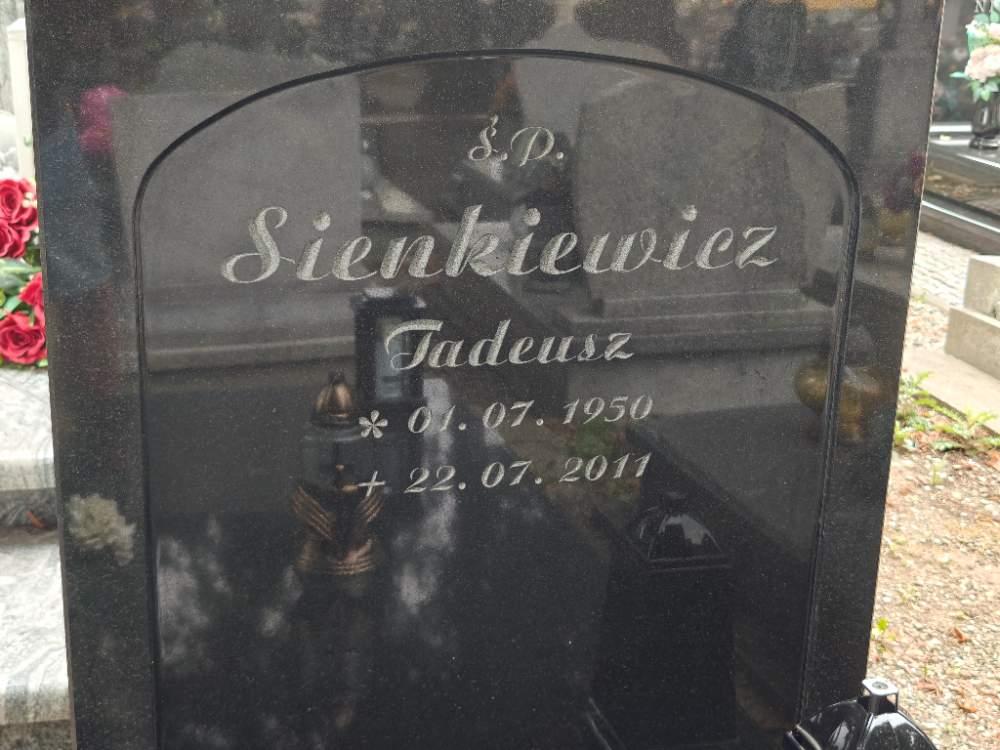 Ś.P.
Sienkiewicz
Tadeusz
* 01.07.1950
+ 22.07.2011